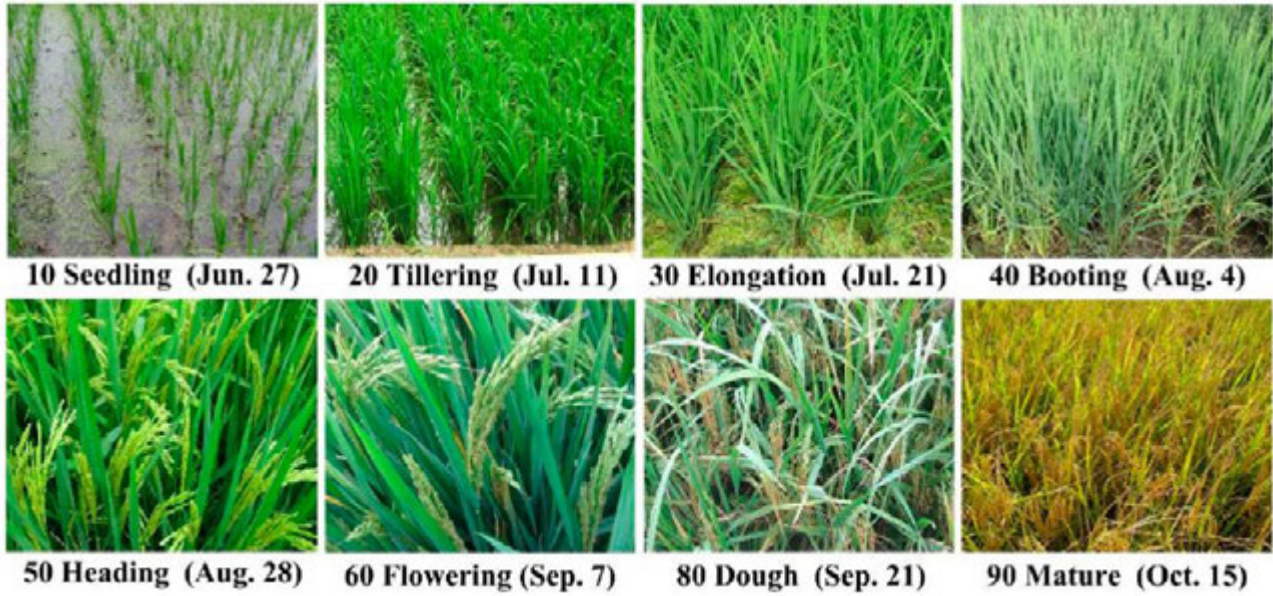 10 Seedling (Jun. 27)
20 Tillering (Jul. 11)
30 Elongation (Jul. 21)
40 Booting (Aug. 4)
50 Heading (Aug. 28)
60 Flowering (Sep. 7)
80 Dough (Sep. 21)
90 Mature (Oct. 15)